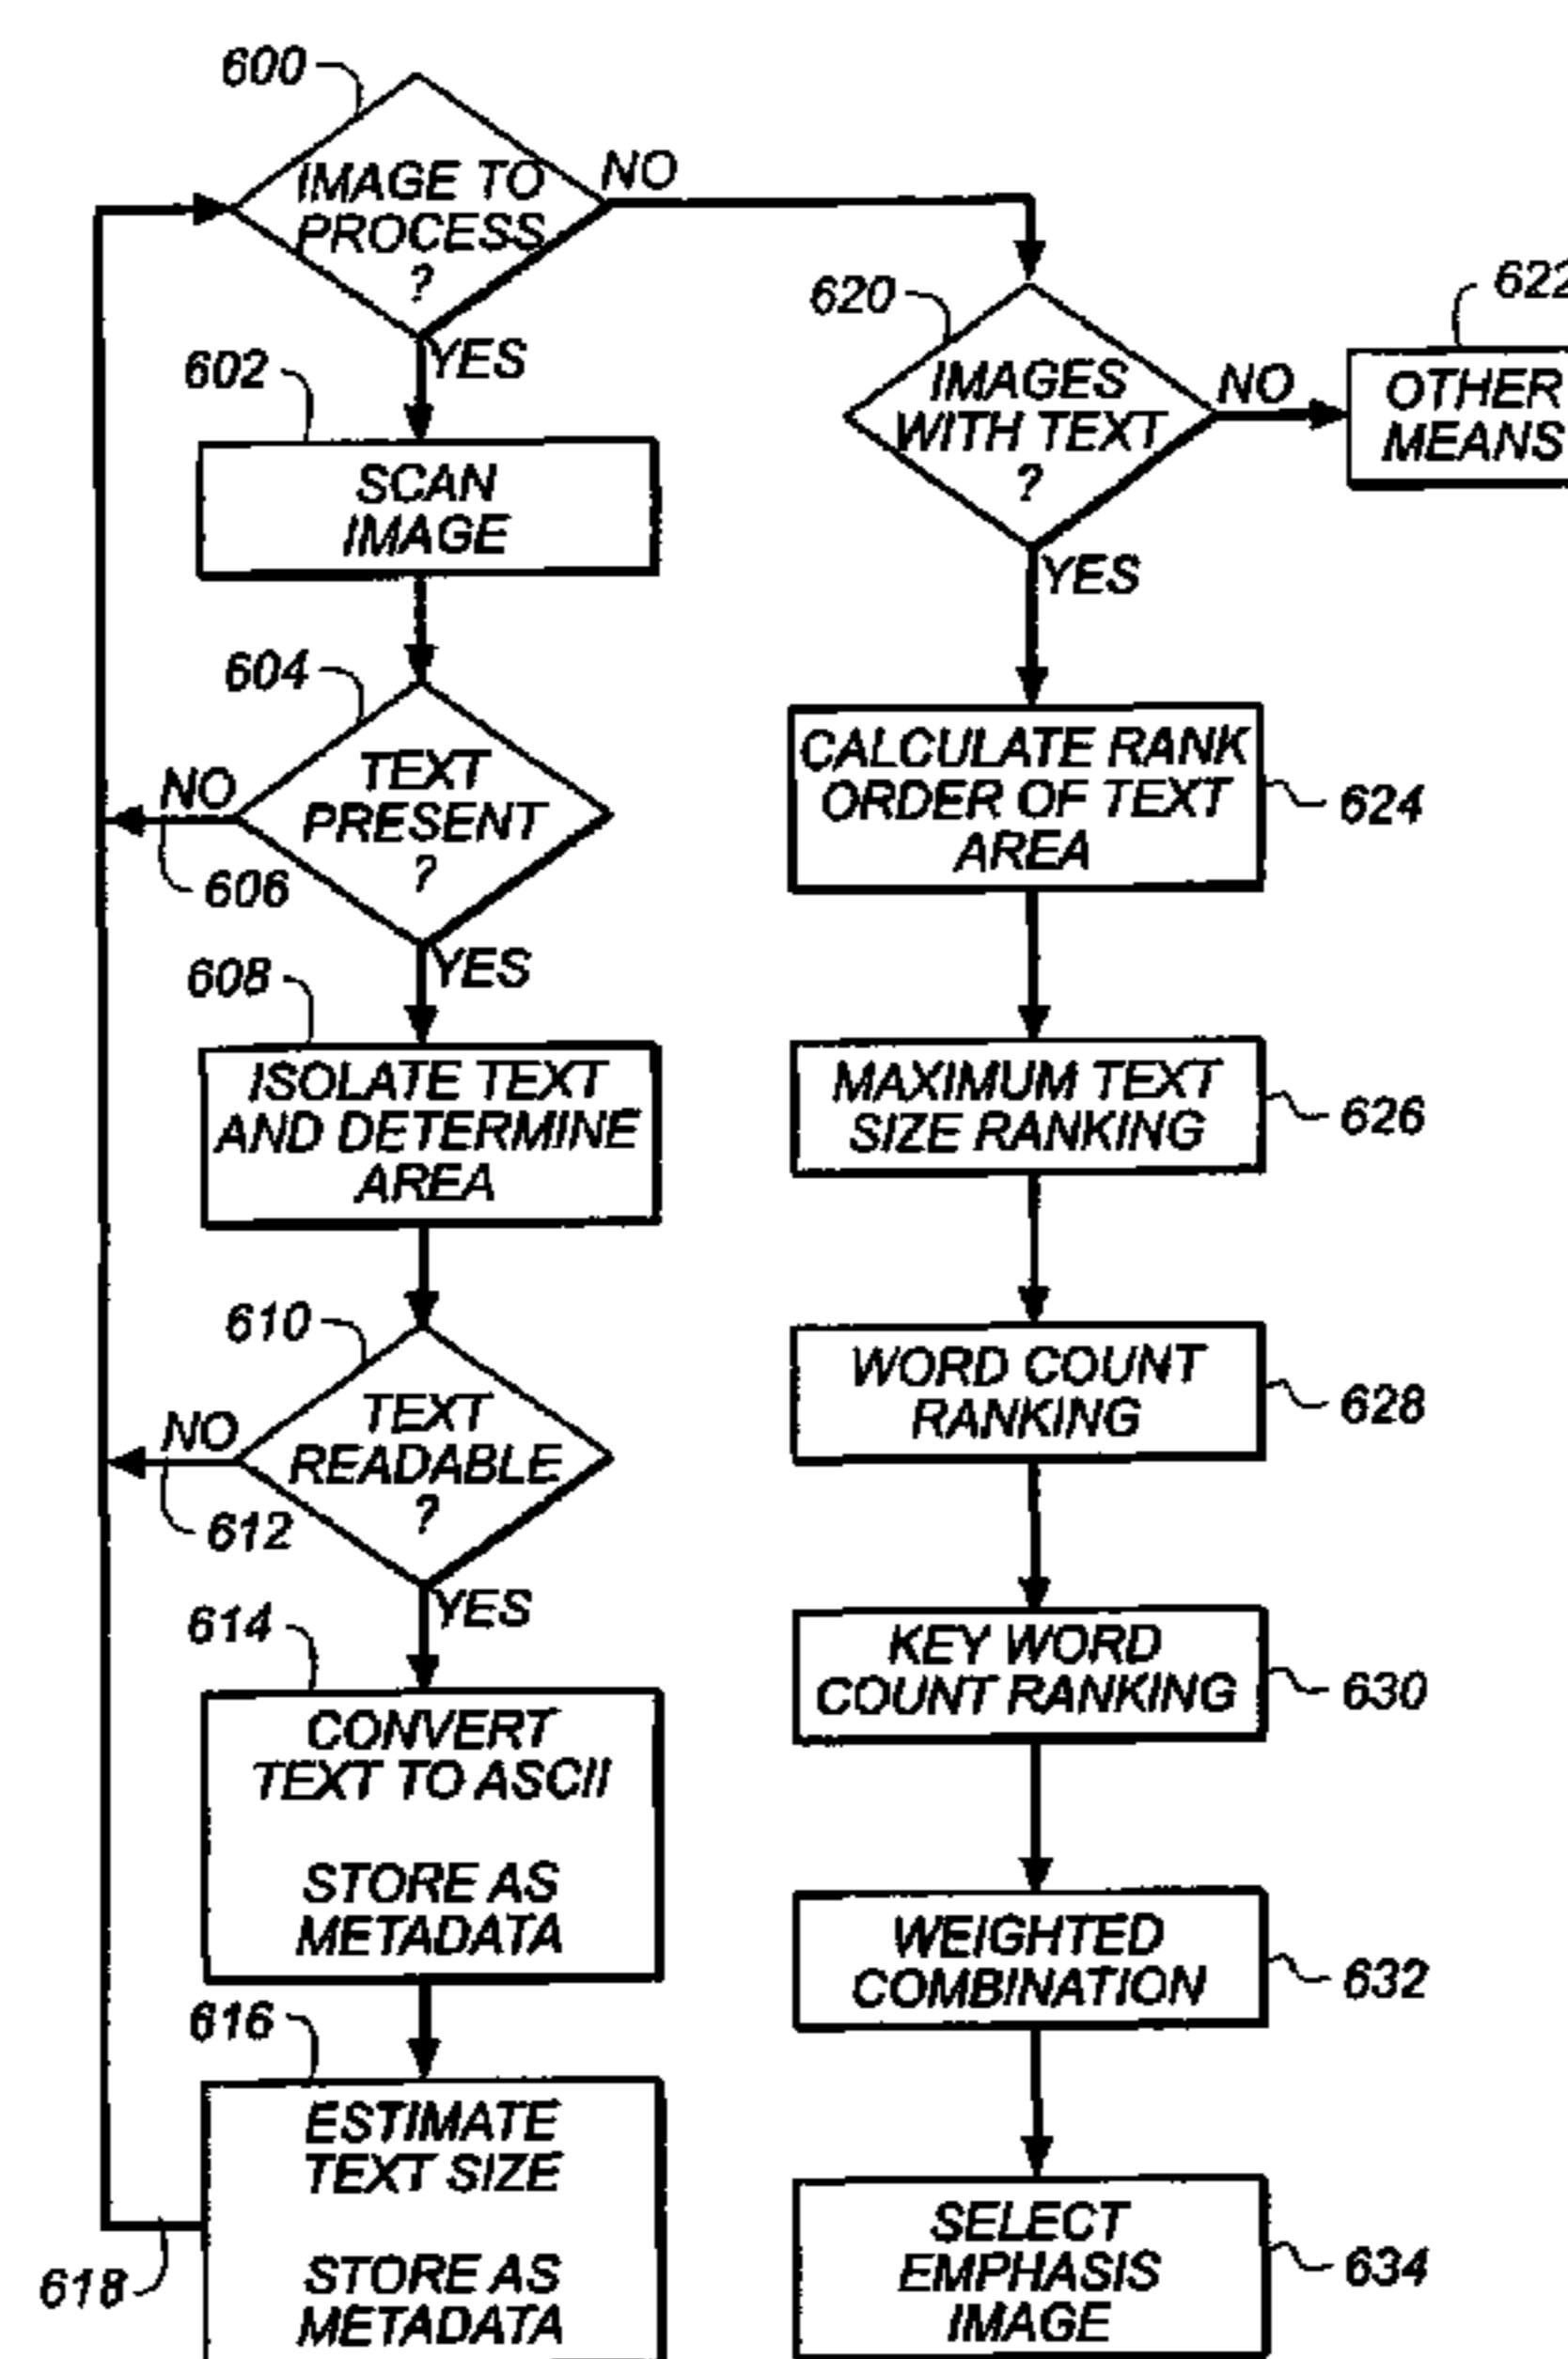 600
IMAGE TO
PROCESS
?
NO
YES
602
SCAN
IMAGE
604
TEXT
PRESENT
?
NO
606
YES
608
ISOLATE TEXT
AND DETERMINE
AREA
610
TEXT
READABLE
?
NO
612
YES
614
CONVERT
TEXT TO ASCII
STORE AS
METADATA
616
ESTIMATE
TEXT SIZE
STORE AS
METADATA
618
620
IMAGES
WITH TEXT
?
NO
622
OTHER
MEANS
YES
CALCULATE RANK
ORDER OF TEXT
AREA
624
MAXIMUM TEXT
SIZE RANKING
626
WORD COUNT
RANKING
628
KEY WORD
COUNT RANKING
630
WEIGHTED
COMBINATION
632
SELECT
EMPHASIS
IMAGE
634